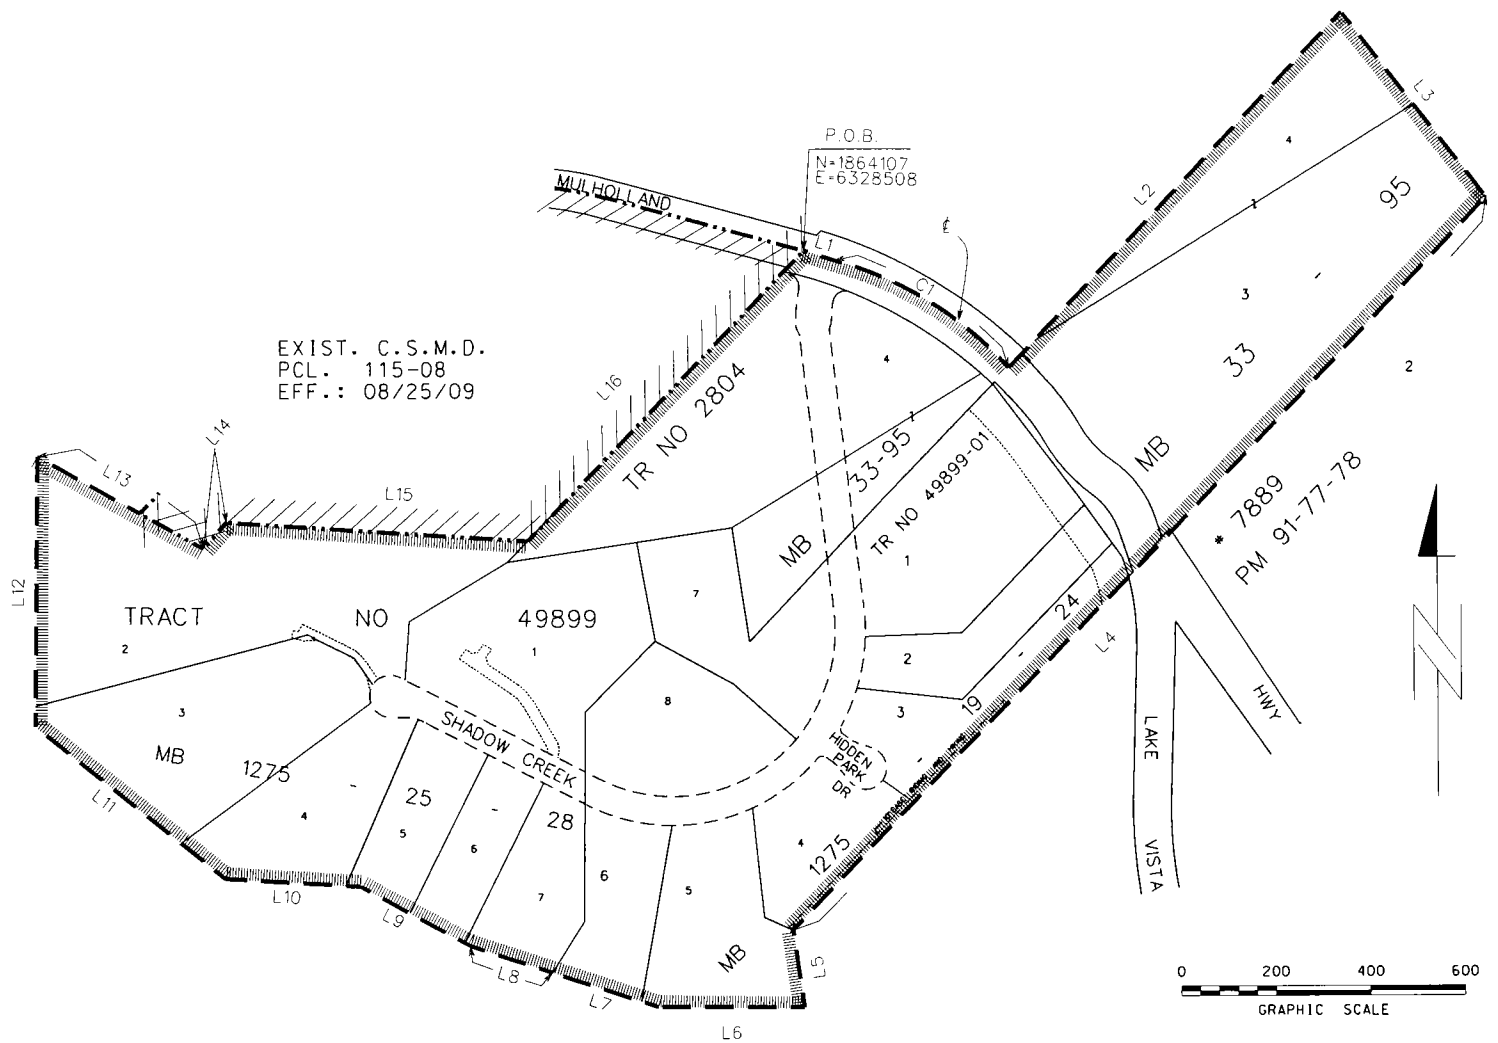 P.O.B.
N=1864107
E=6328508
MULHOLLAND
L1
C1
℄
L2
L3
4
1
95
3
-
33
2
EXIST. C.S.M.D.
PCL. 115-08
EFF.: 08/25/09
L16
TR NO 2804
4
1
33-95
MB
TR NO 49899-01
1
MB
* 7889
PM 91-77-78
L13
L14
L15
L12
TRACT NO 49899
2
1
7
8
2
3
24
-
19
-
1275
L4
HWY
LAKE VISTA
3
MB 1275 - 25 - 28
SHADOW CREEK
HIDDEN
PARK
DR
4
5
6
7
6
5
4
MB
L11
L10
L9
L8
L7
L6
L5
N
0 200 400 600
GRAPHIC SCALE